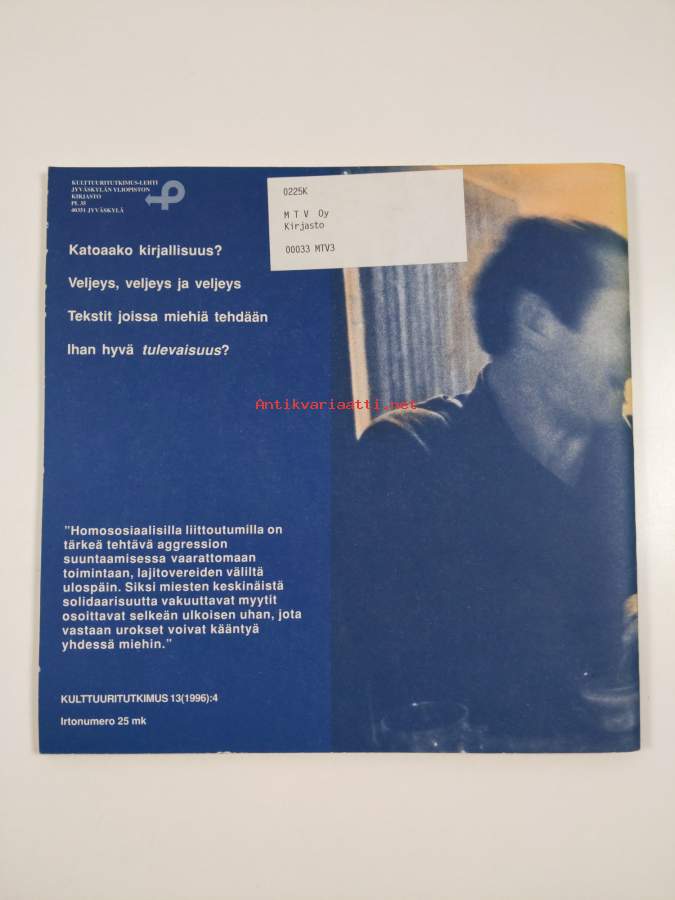 KULTTUURITUTKIMUS-LEHTI
JYVÄSKYLÄN YLIOPISTON
KIRJASTO
PL 35
40351 JYVÄSKYLÄ
0225K
M T V Oy
Kirjasto
00033 MTV3
Katoaako kirjallisuus?
Veljeys, veljeys ja veljeys
Tekstit joissa miehiä tehdään
Ihan hyvä tulevaisuus?
Antikvariaatti.net
”Homososiaalisilla liittoutumilla on
tärkeä tehtävä aggression
suuntaamisessa vaarattomaan
toimintaan, lajitovereiden väliltä
ulospäin. Siksi miesten keskinäistä
solidaarisuutta vakuuttavat myytit
osoittavat selkeän ulkoisen uhan, jota
vastaan urokset voivat kääntyä
yhdessä miehin.”
KULTTUURITUTKIMUS 13(1996):4
Irtonumero 25 mk